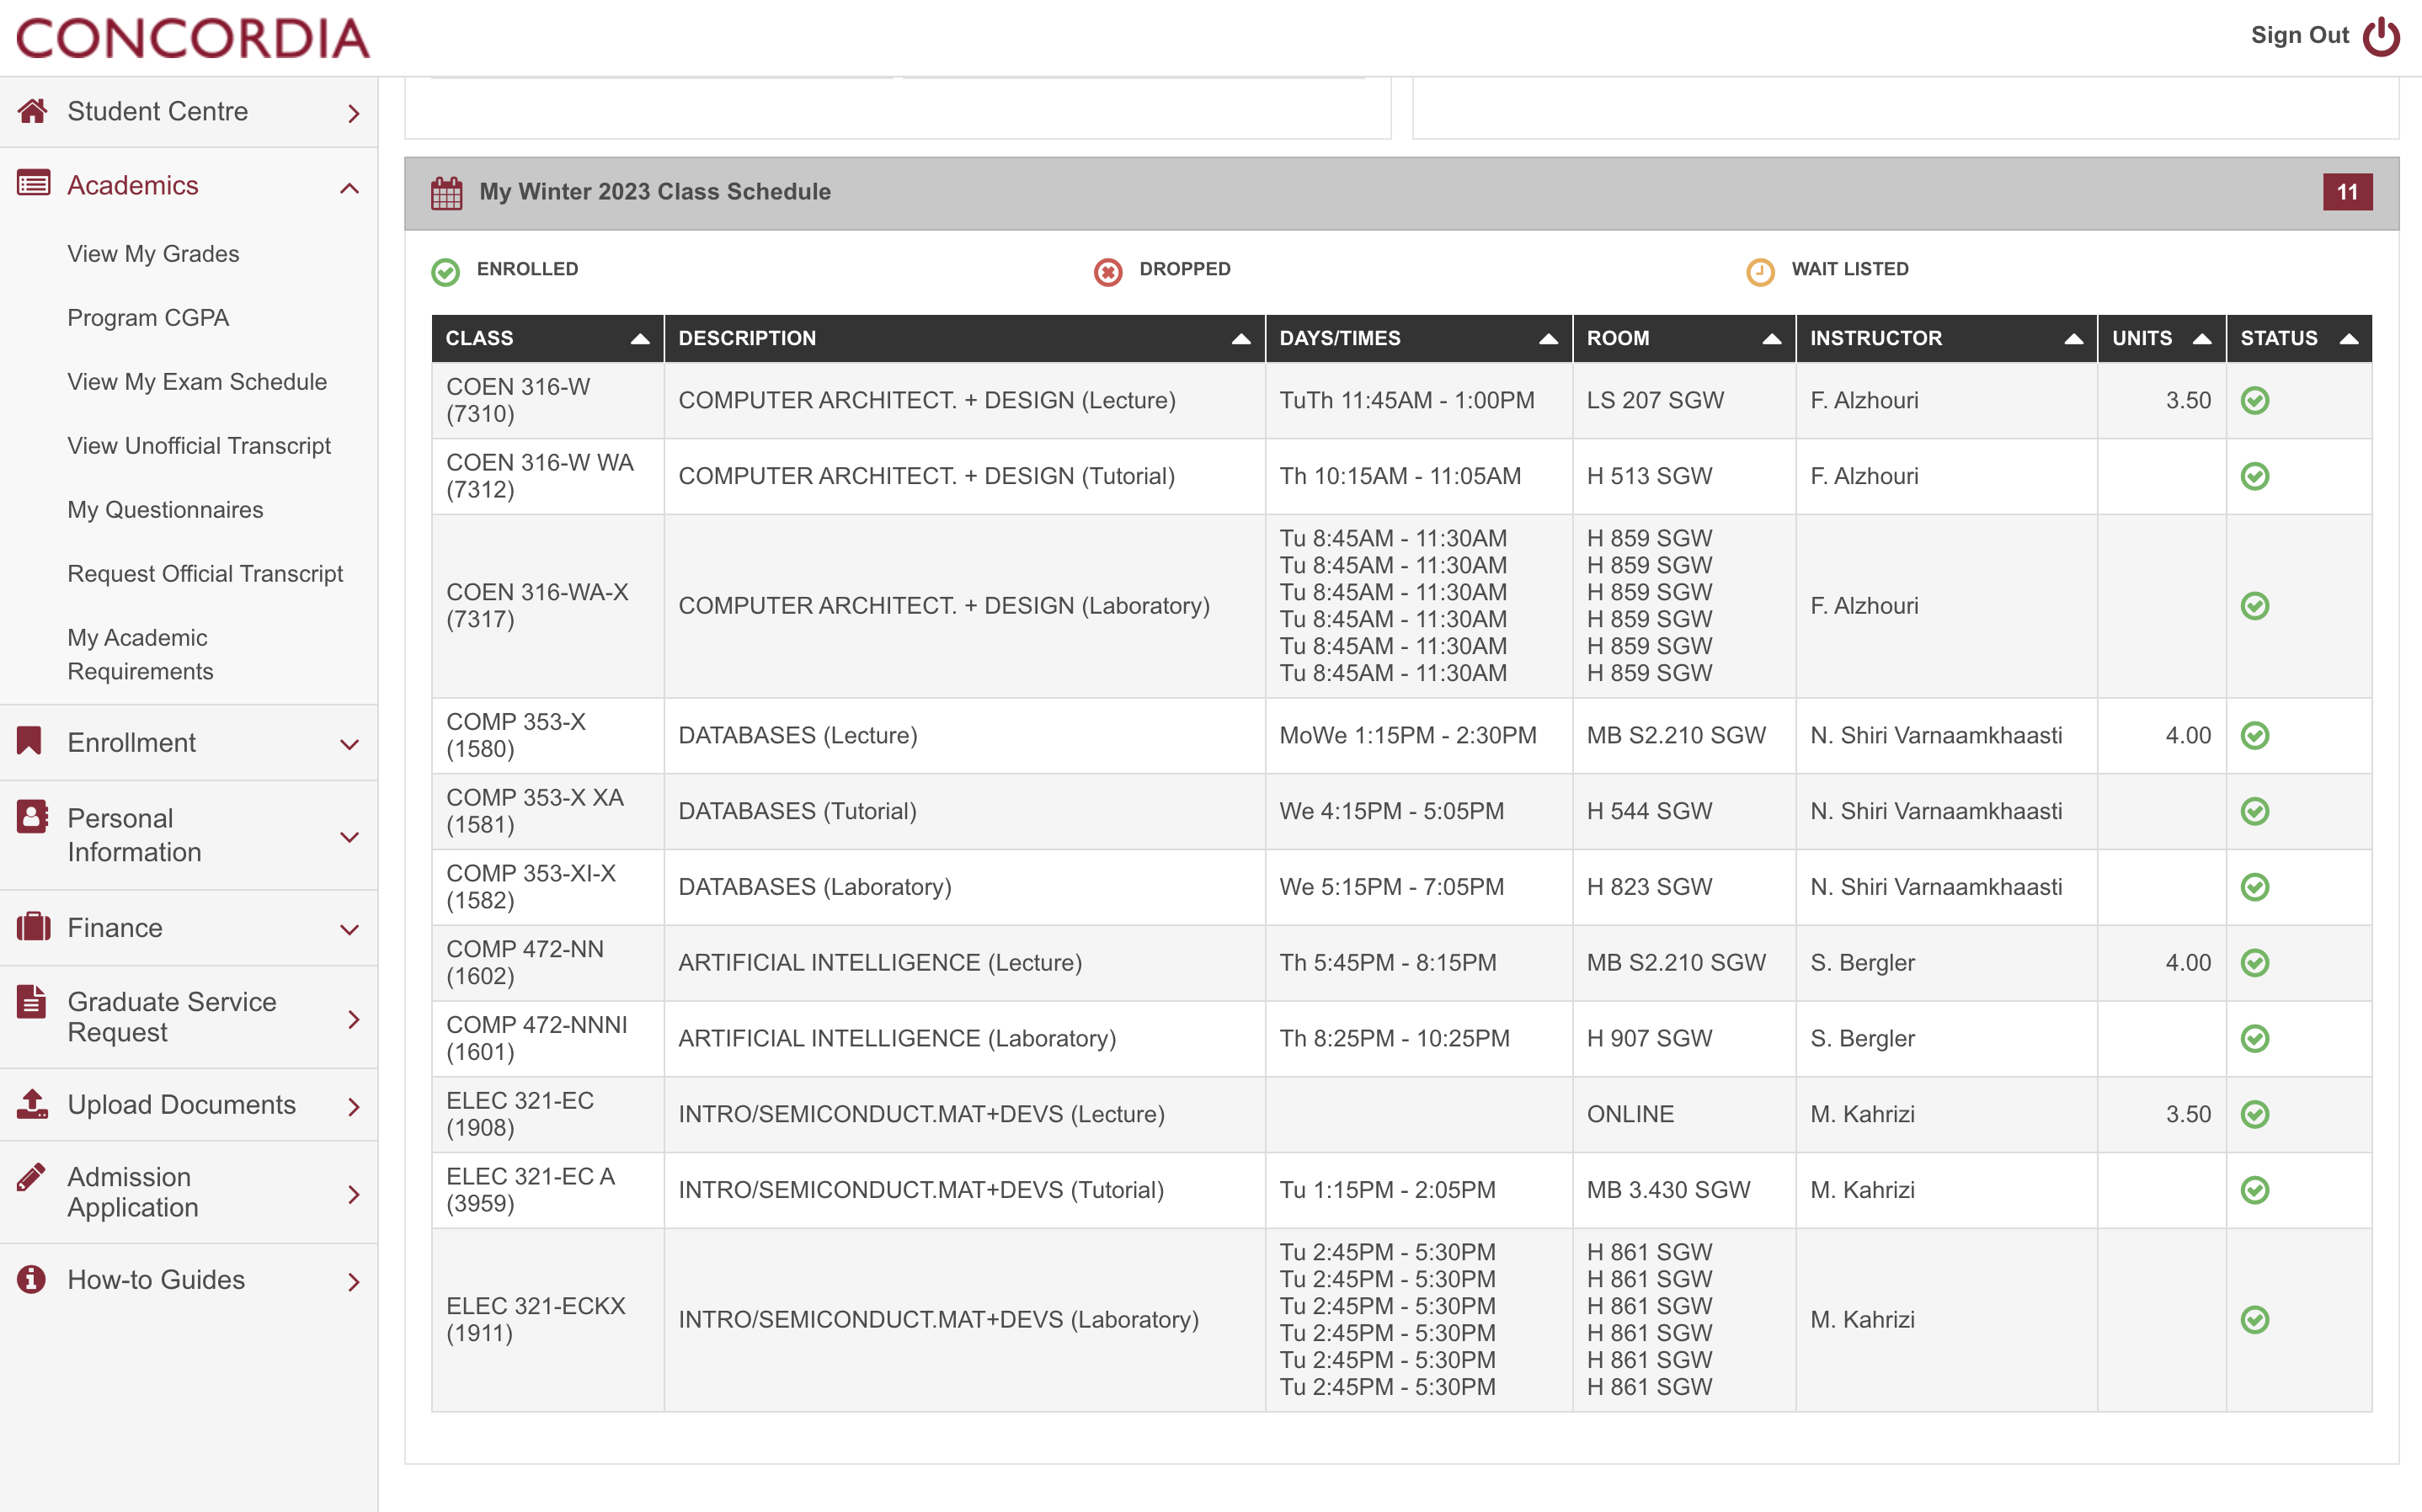 CONCORDIA
Sign Out
Student Centre
Academics
View My Grades
Program CGPA
View My Exam Schedule
View Unofficial Transcript
My Questionnaires
Request Official Transcript
My Academic
Requirements
Enrollment
Personal
Information
Finance
Graduate Service
Request
Upload Documents
Admission
Application
How-to Guides
My Winter 2023 Class Schedule
11
ENROLLED
DROPPED
WAIT LISTED
CLASS DESCRIPTION DAYS/TIMES ROOM INSTRUCTOR UNITS STATUS
COEN 316-W
(7310)
COMPUTER ARCHITECT. + DESIGN (Lecture)
TuTh 11:45AM - 1:00PM
LS 207 SGW
F. Alzhouri
3.50
COEN 316-W WA
(7312)
COMPUTER ARCHITECT. + DESIGN (Tutorial)
Th 10:15AM - 11:05AM
H 513 SGW
F. Alzhouri
COEN 316-WA-X
(7317)
COMPUTER ARCHITECT. + DESIGN (Laboratory)
Tu 8:45AM - 11:30AM
Tu 8:45AM - 11:30AM
Tu 8:45AM - 11:30AM
Tu 8:45AM - 11:30AM
Tu 8:45AM - 11:30AM
Tu 8:45AM - 11:30AM
H 859 SGW
H 859 SGW
H 859 SGW
H 859 SGW
H 859 SGW
H 859 SGW
F. Alzhouri
COMP 353-X
(1580)
DATABASES (Lecture)
MoWe 1:15PM - 2:30PM
MB S2.210 SGW
N. Shiri Varnaamkhaasti
4.00
COMP 353-X XA
(1581)
DATABASES (Tutorial)
We 4:15PM - 5:05PM
H 544 SGW
N. Shiri Varnaamkhaasti
COMP 353-XI-X
(1582)
DATABASES (Laboratory)
We 5:15PM - 7:05PM
H 823 SGW
N. Shiri Varnaamkhaasti
COMP 472-NN
(1602)
ARTIFICIAL INTELLIGENCE (Lecture)
Th 5:45PM - 8:15PM
MB S2.210 SGW
S. Bergler
4.00
COMP 472-NNNI
(1601)
ARTIFICIAL INTELLIGENCE (Laboratory)
Th 8:25PM - 10:25PM
H 907 SGW
S. Bergler
ELEC 321-EC
(1908)
INTRO/SEMICONDUCT.MAT+DEVS (Lecture)
ONLINE
M. Kahrizi
3.50
ELEC 321-EC A
(3959)
INTRO/SEMICONDUCT.MAT+DEVS (Tutorial)
Tu 1:15PM - 2:05PM
MB 3.430 SGW
M. Kahrizi
ELEC 321-ECKX
(1911)
INTRO/SEMICONDUCT.MAT+DEVS (Laboratory)
Tu 2:45PM - 5:30PM
Tu 2:45PM - 5:30PM
Tu 2:45PM - 5:30PM
Tu 2:45PM - 5:30PM
Tu 2:45PM - 5:30PM
Tu 2:45PM - 5:30PM
H 861 SGW
H 861 SGW
H 861 SGW
H 861 SGW
H 861 SGW
H 861 SGW
M. Kahrizi